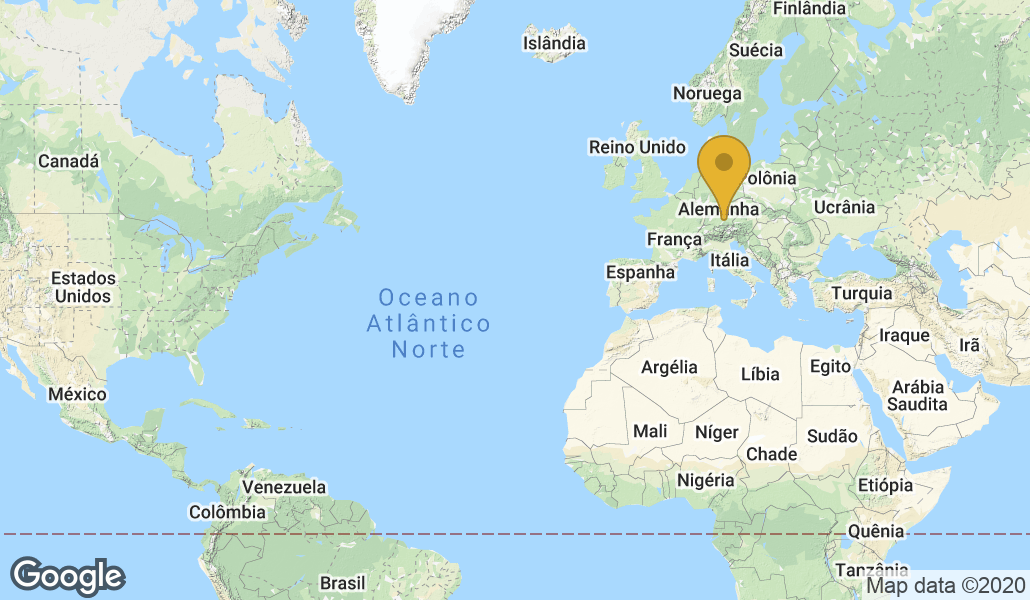 Finlândia
Islândia
Suécia
Noruega
Reino Unido
Canadá
Polônia
Ucrânia
Alemanha
França
Itália
Espanha
Estados
Unidos
Turquia
Oceano
Atlântico
Norte
Iraque
Irã
Argélia
Líbia
Egito
Arábia
Saudita
México
Mali
Níger
Sudão
Chade
Nigéria
Etiópia
Venezuela
Colômbia
Quênia
Tanzânia
Brasil
Google
Map data ©2020